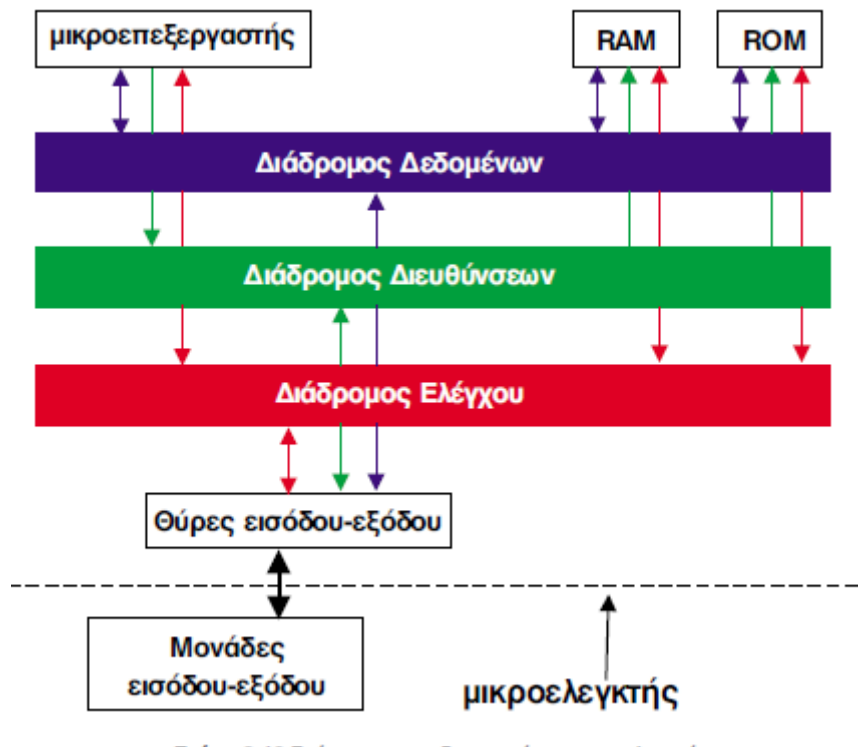 μικροεπεξεργαστής
RAM
ROM
Διάδρομος Δεδομένων
Διάδρομος Διευθύνσεων
Διάδρομος Ελέγχου
Θύρες εισόδου-εξόδου
Μονάδες
εισόδου-εξόδου
μικροελεγκτής